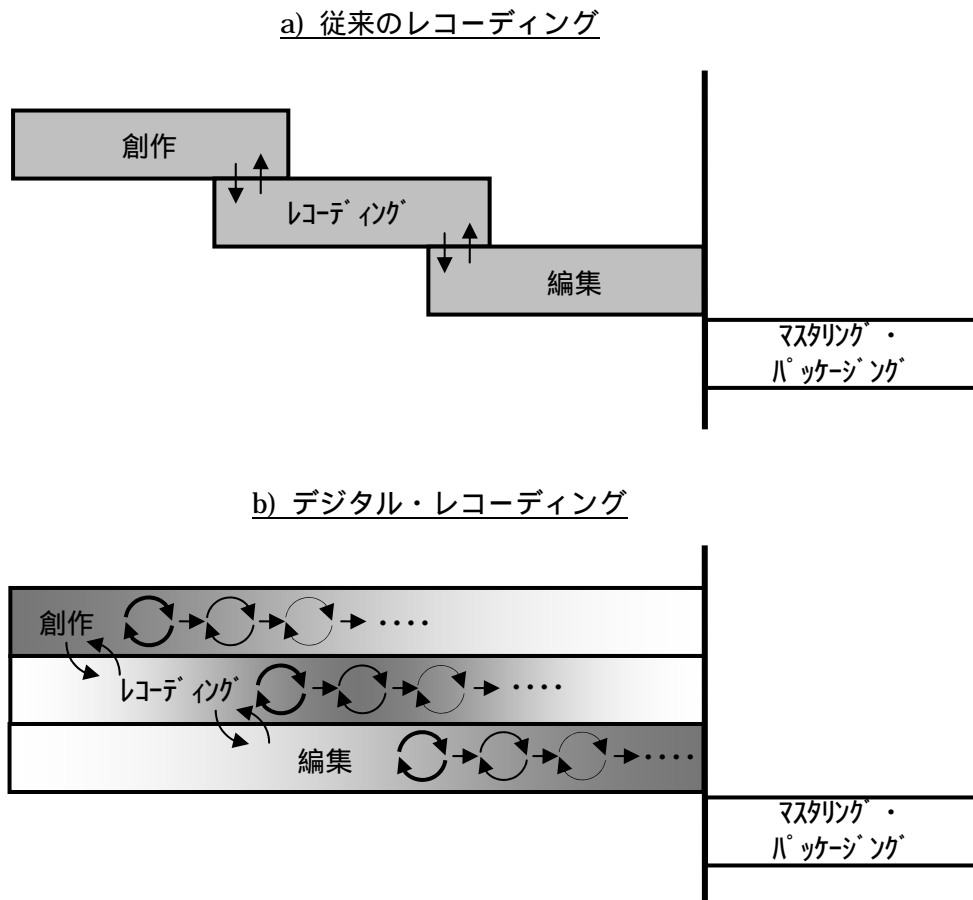 a) 従来のレコーディング
創作
ﾚｺｰﾃﾞｨﾝｸﾞ
編集
ﾏｽﾀﾘﾝｸﾞ・
ﾊﾟｯｹｰｼﾞﾝｸﾞ
b) デジタル・レコーディング
創作
････
ﾚｺｰﾃﾞｨﾝｸﾞ
････
編集
････
ﾏｽﾀﾘﾝｸﾞ・
ﾊﾟｯｹｰｼﾞﾝｸﾞ